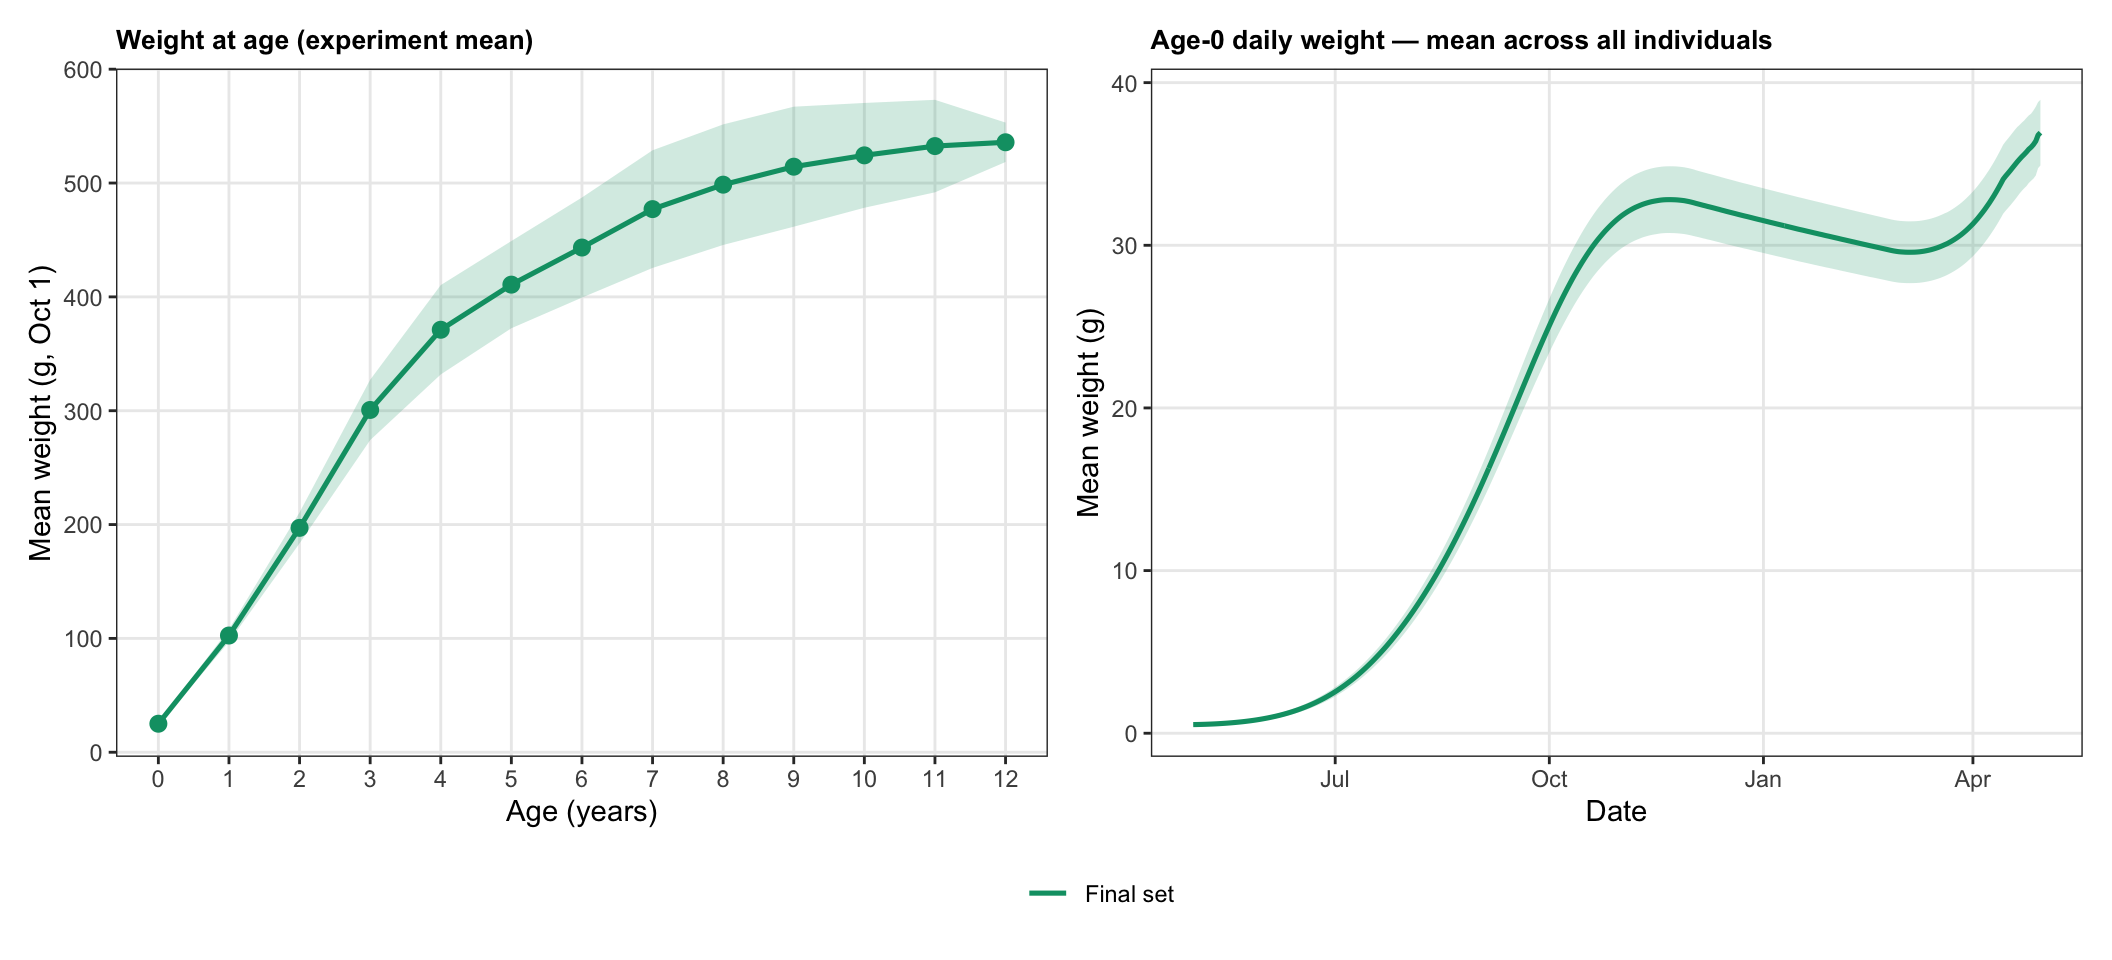 Weight at age (experiment mean)
Mean weight (g, Oct 1)
600
500
400
300
200
100
0
0 1 2 3 4 5 6 7 8 9 10 11 12
Age (years)
Age-0 daily weight — mean across all individuals
Mean weight (g)
40
30
20
10
0
Jul Oct Jan Apr
Date
Final set